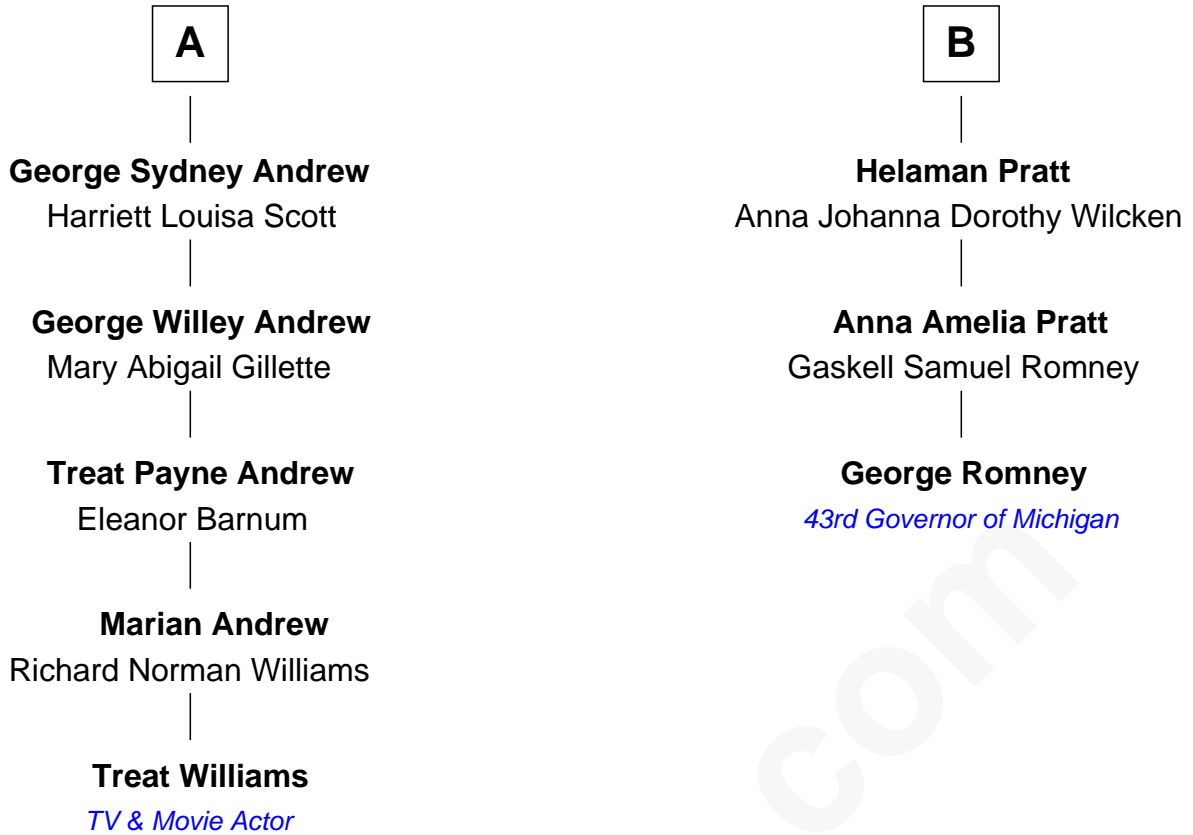 A
George Sydney Andrew
Harriett Louisa Scott
George Willey Andrew
Mary Abigail Gillette
Treat Payne Andrew
Eleanor Barnum
Marian Andrew
Richard Norman Williams
Treat Williams
TV & Movie Actor
B
Helaman Pratt
Anna Johanna Dorothy Wilcken
Anna Amelia Pratt
Gaskell Samuel Romney
George Romney
43rd Governor of Michigan
com